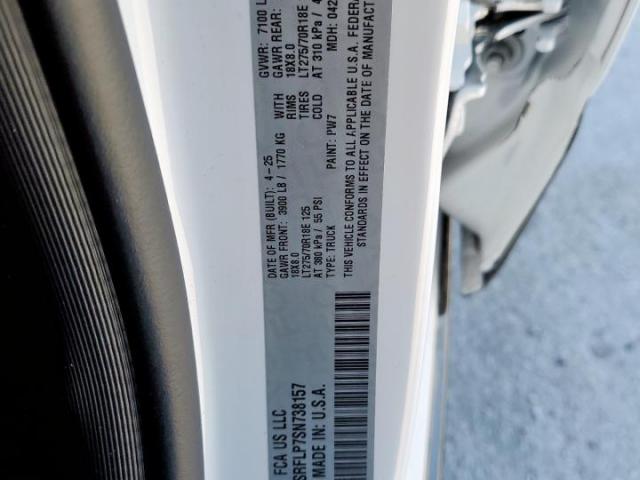 FCA US LLC
SRFLP7SN738157
MADE IN: U.S.A.
DATE OF MFR (BUILT): 4-25 GVWR: 7100
GAWR FRONT: 3900 LB / 1770 KG WITH GAWR REAR:
18X8.0 RIMS 18X8.0
LT275/70R18E 125 TIRES LT275/70R18E
AT 380 kPa / 55 PSI COLD AT 310 kPa /
TYPE: TRUCK PAINT: PW7 MDH: 042
THIS VEHICLE CONFORMS TO ALL APPLICABLE U.S.A. FEDERA
STANDARDS IN EFFECT ON THE DATE OF MANUFACT